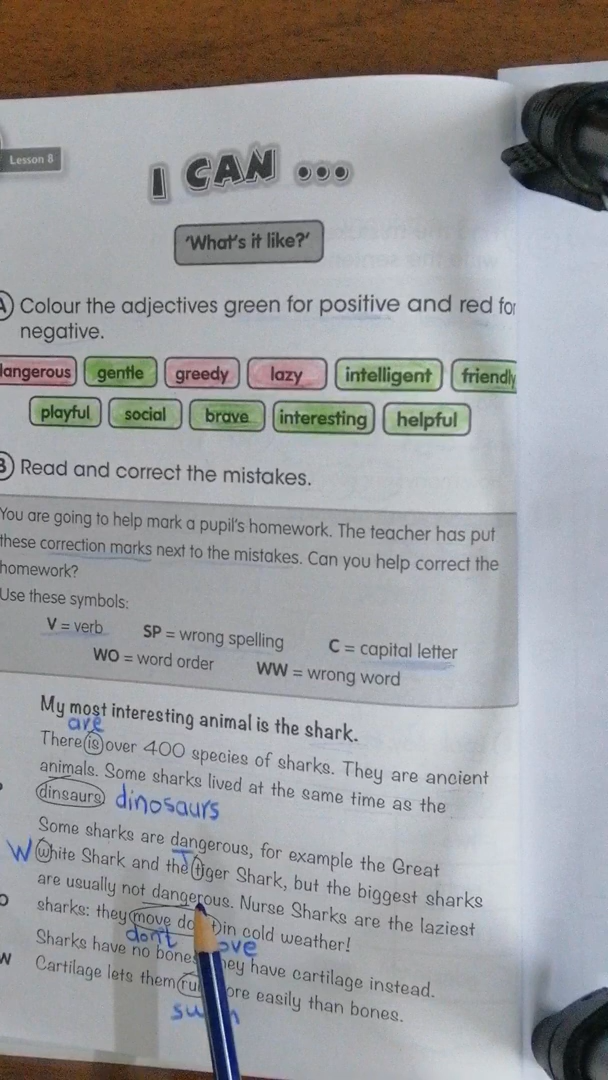 Lesson 8
I CAN ...
'What's it like?'
Colour the adjectives green for positive and red for
negative.
dangerous gentle greedy lazy intelligent friendly
playful social brave interesting helpful
Read and correct the mistakes.
You are going to help mark a pupil's homework. The teacher has put
these correction marks next to the mistakes. Can you help correct the
homework?
Use these symbols:
V = verb SP = wrong spelling C = capital letter
WO = word order WW = wrong word
My most interesting animal is the shark.
are
There is over 400 species of sharks. They are ancient
animals. Some sharks lived at the same time as the
dinsaurs dinosaurs
Some sharks are dangerous, for example the Great
W T
white Shark and the tiger Shark, but the biggest sharks
are usually not dangerous. Nurse Sharks are the laziest
sharks: they move in cold weather!
don't
Sharks have no bones they have cartilage instead.
Cartilage lets them more easily than bones.